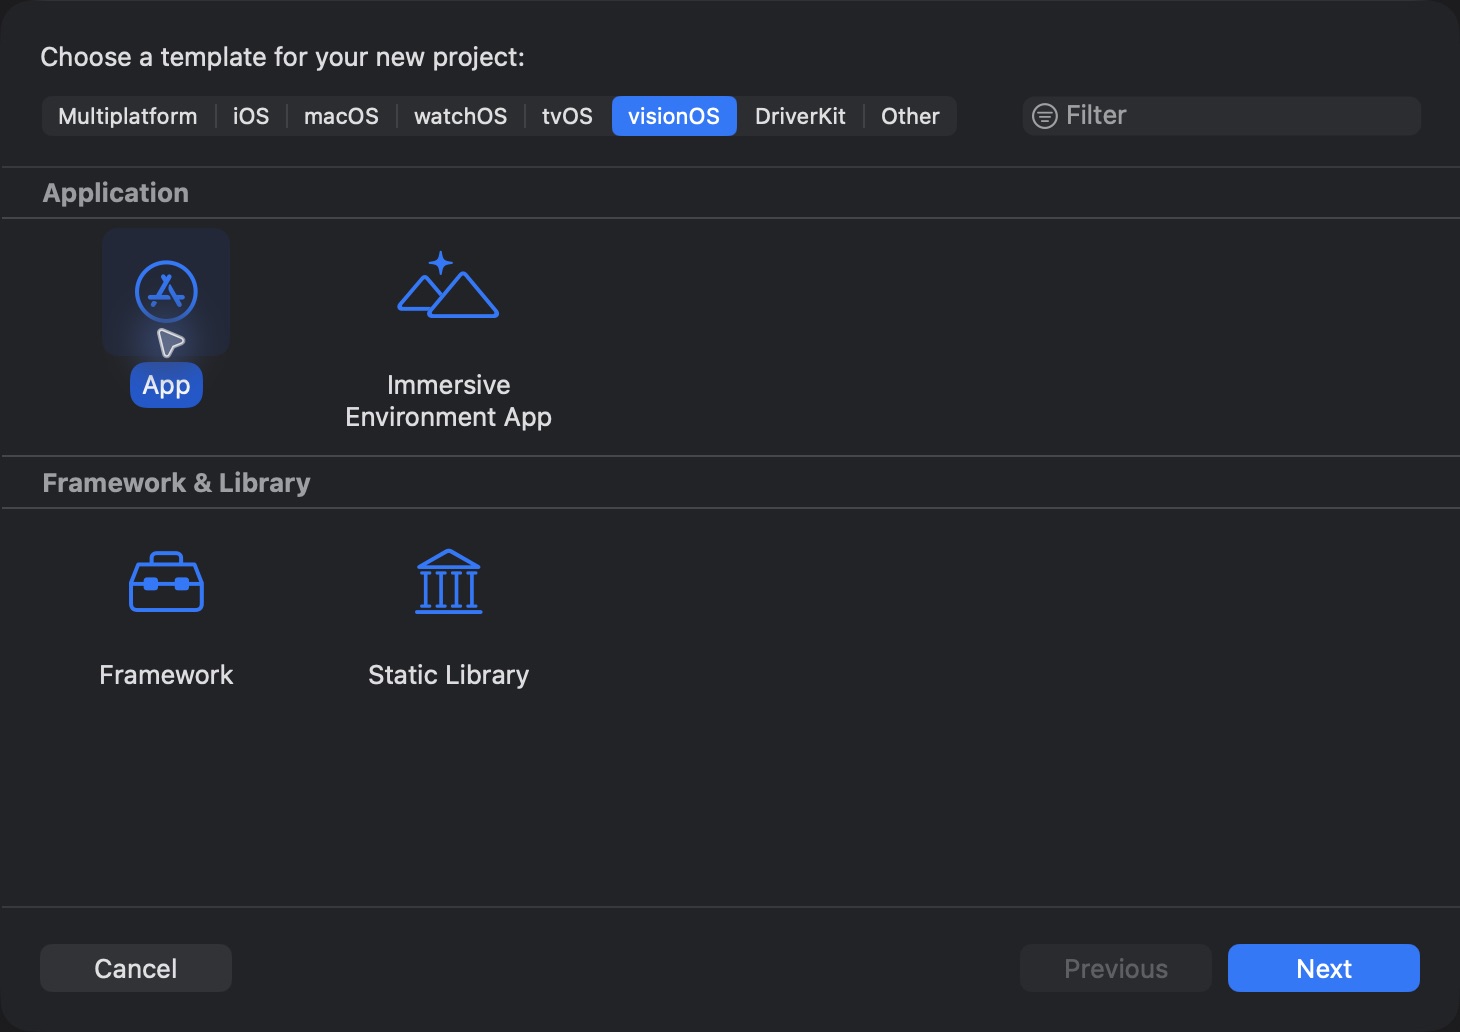 Choose a template for your new project:
Multiplatform iOS macOS watchOS tvOS visionOS DriverKit Other Filter
Application
App
Immersive
Environment App
Framework & Library
Framework Static Library
Cancel Previous Next